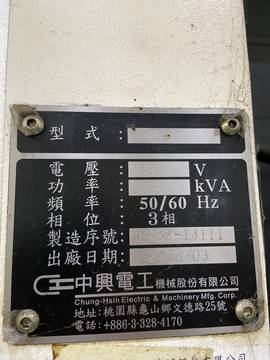 型式：
電壓： V
功率： kVA
頻率：50/60 Hz
相位：3相
製造序號：
出廠日期：
中興電工機械股份有限公司
Chung-Hsin Electric & Machinery Mfg. Corp.
地址：桃園縣龜山鄉文德路25號
電話：+886-3-328-4170